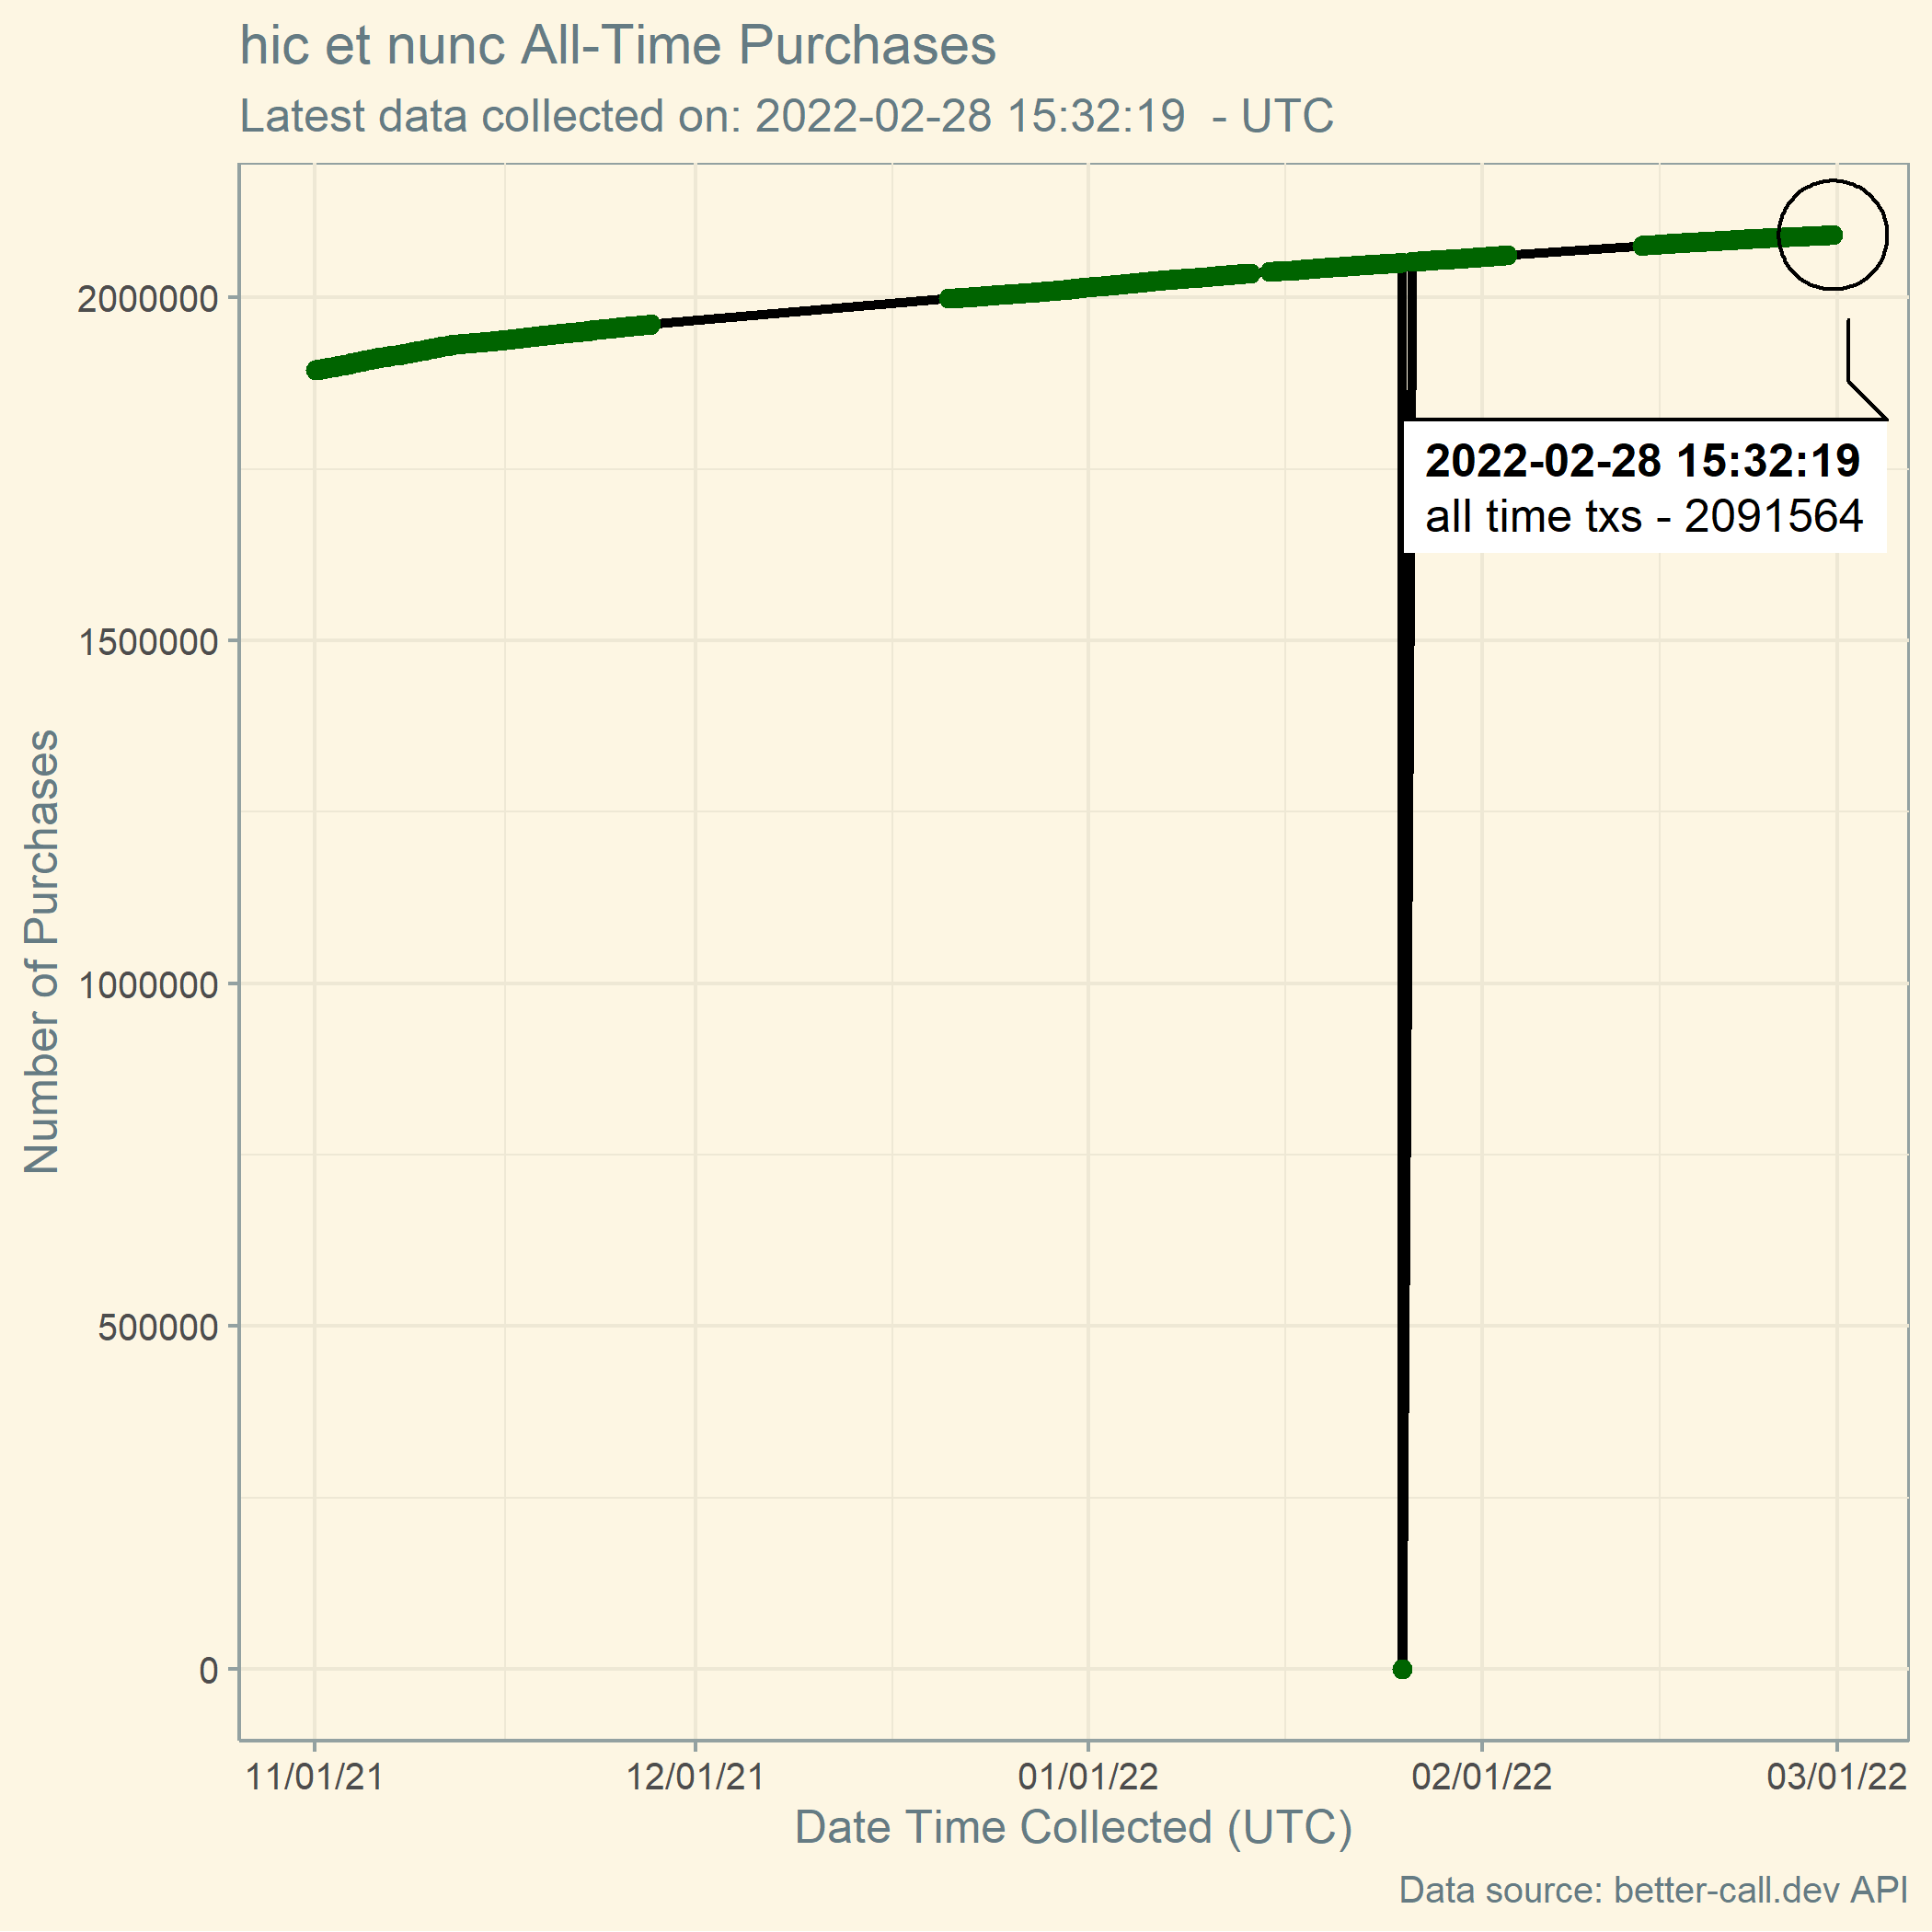 hic et nunc All-Time Purchases
Latest data collected on: 2022-02-28 15:32:19  - UTC
2000000
1500000
1000000
500000
0
Number of Purchases
2022-02-28 15:32:19
all time txs - 2091564
11/01/21 12/01/21 01/01/22 02/01/22 03/01/22
Date Time Collected (UTC)
Data source: better-call.dev API